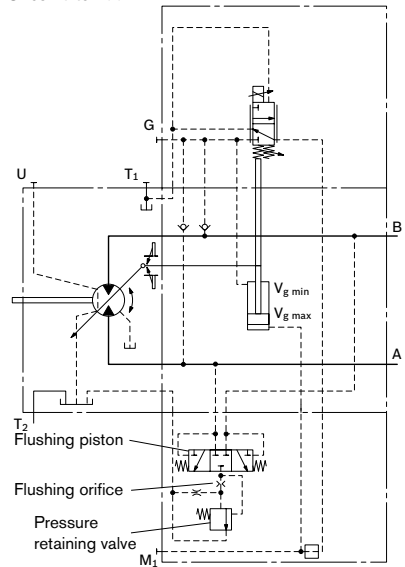 G
U
T1
B
Vg min
Vg max
A
T2
Flushing piston
Flushing orifice
Pressure
retaining valve
M1